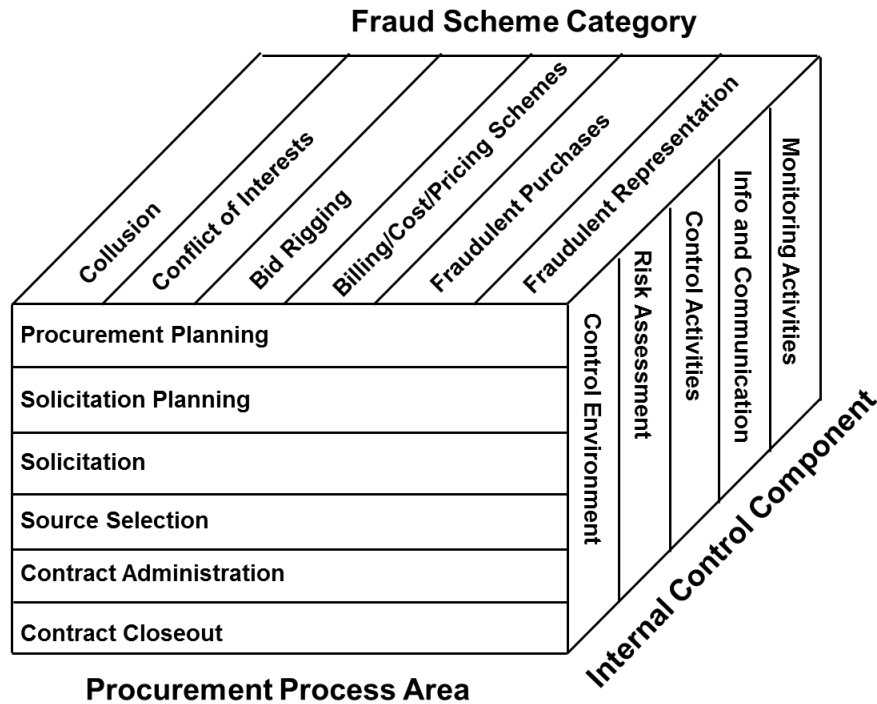 Fraud Scheme Category
Collusion
Conflict of Interests
Bid Rigging
Billing/Cost/Pricing Schemes
Fraudulent Purchases
Fraudulent Representation
Procurement Planning
Solicitation Planning
Solicitation
Source Selection
Contract Administration
Contract Closeout
Control Environment
Risk Assessment
Control Activities
Info and Communication
Monitoring Activities
Procurement Process Area
Internal Control Component